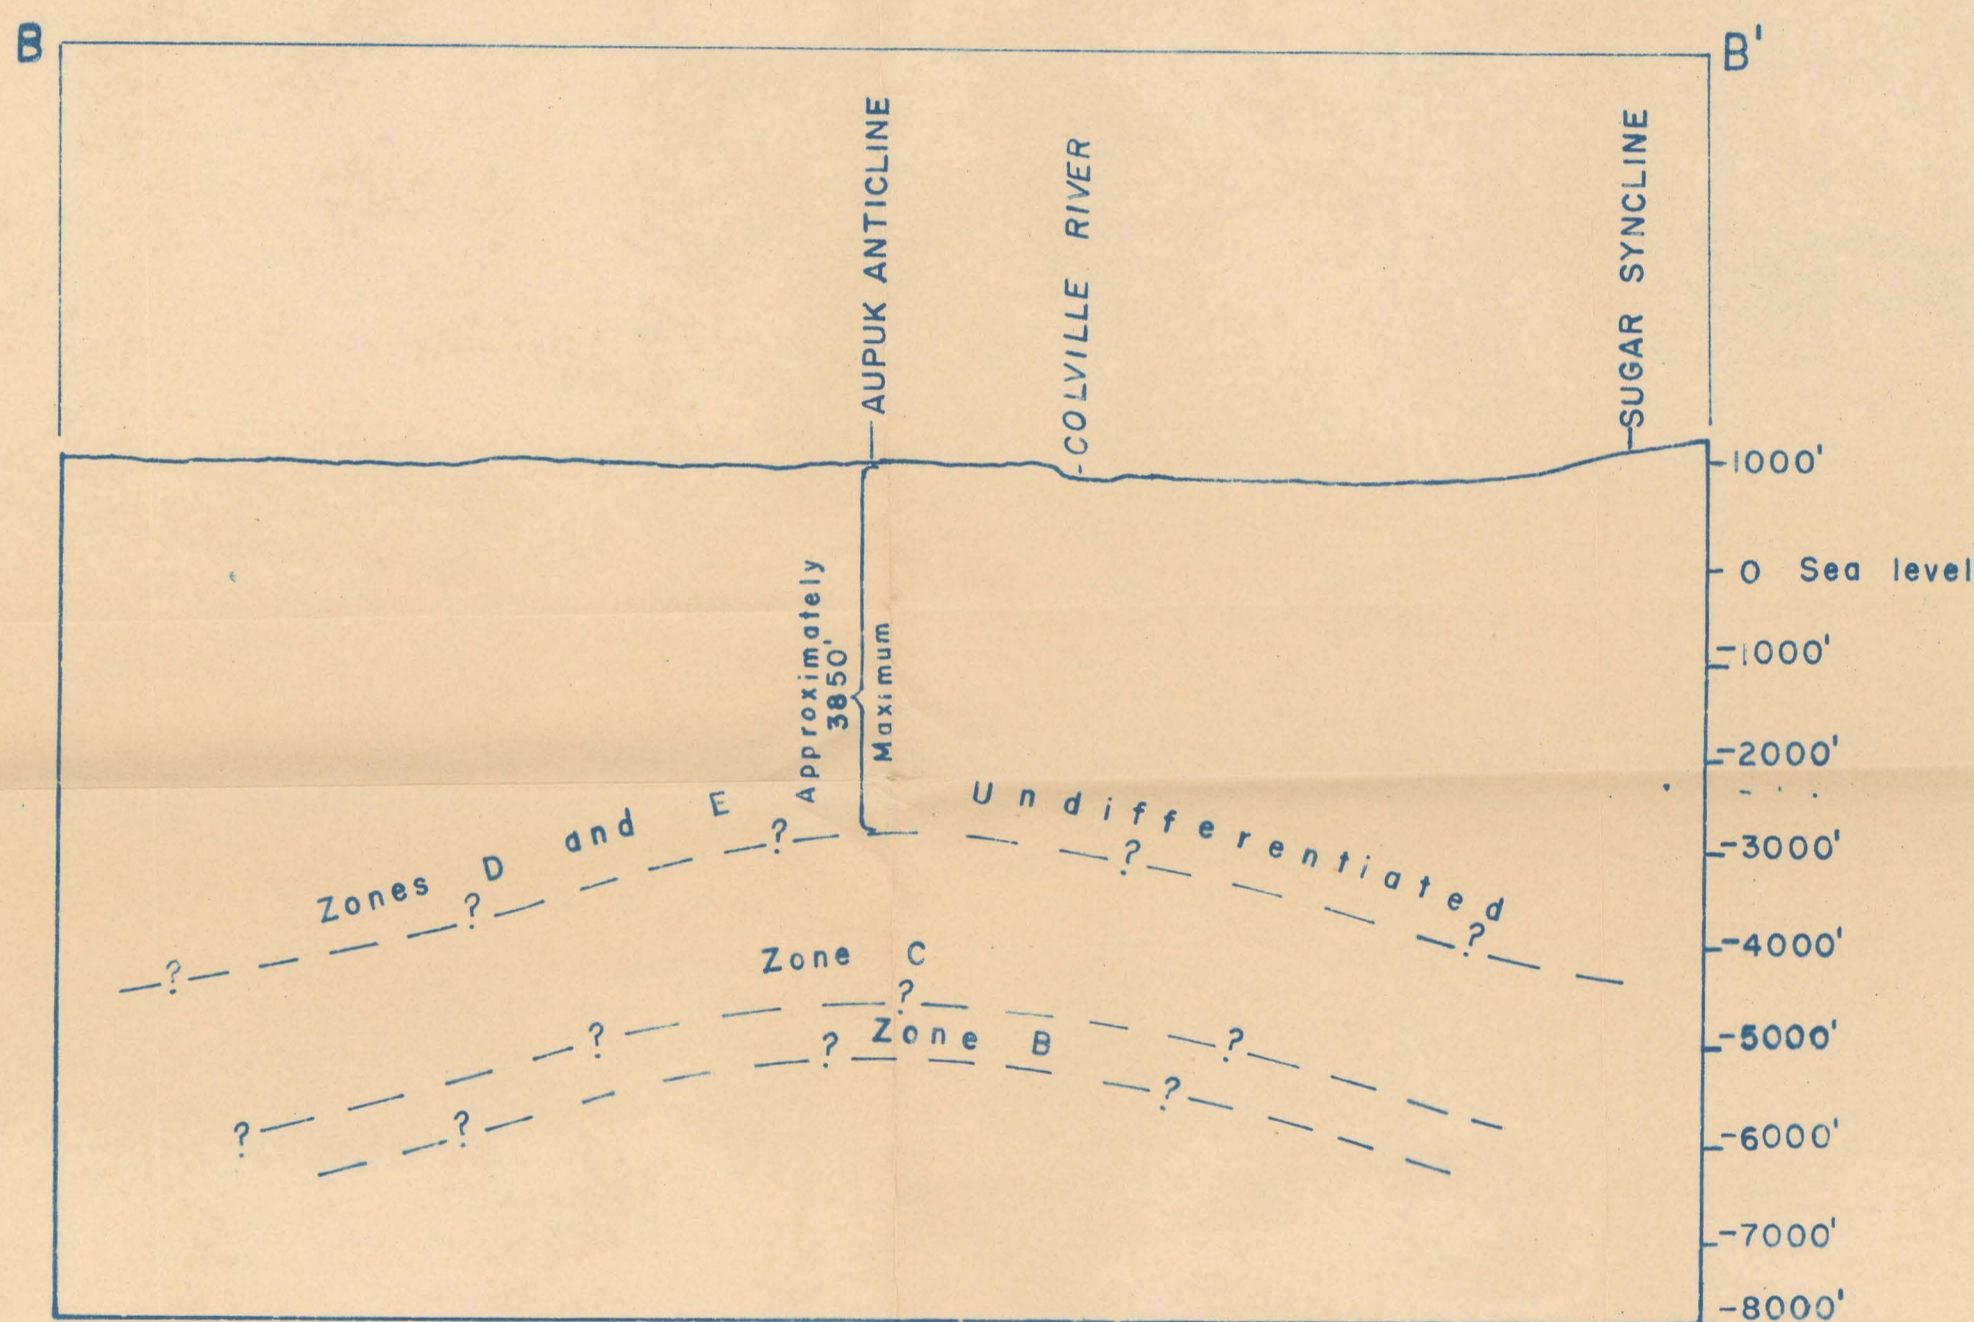 B
B'
AUPUK ANTICLINE
COLVILLE RIVER
SUGAR SYNCLINE
1000'
0 Sea level
-1000'
-2000'
-3000'
-4000'
-5000'
-6000'
-7000'
-8000'
Approximately
3850'
Maximum
Zones D and E Undifferentiated
?
?
?
?
?
Zone C
?
?
?
?
Zone B
?
?
?